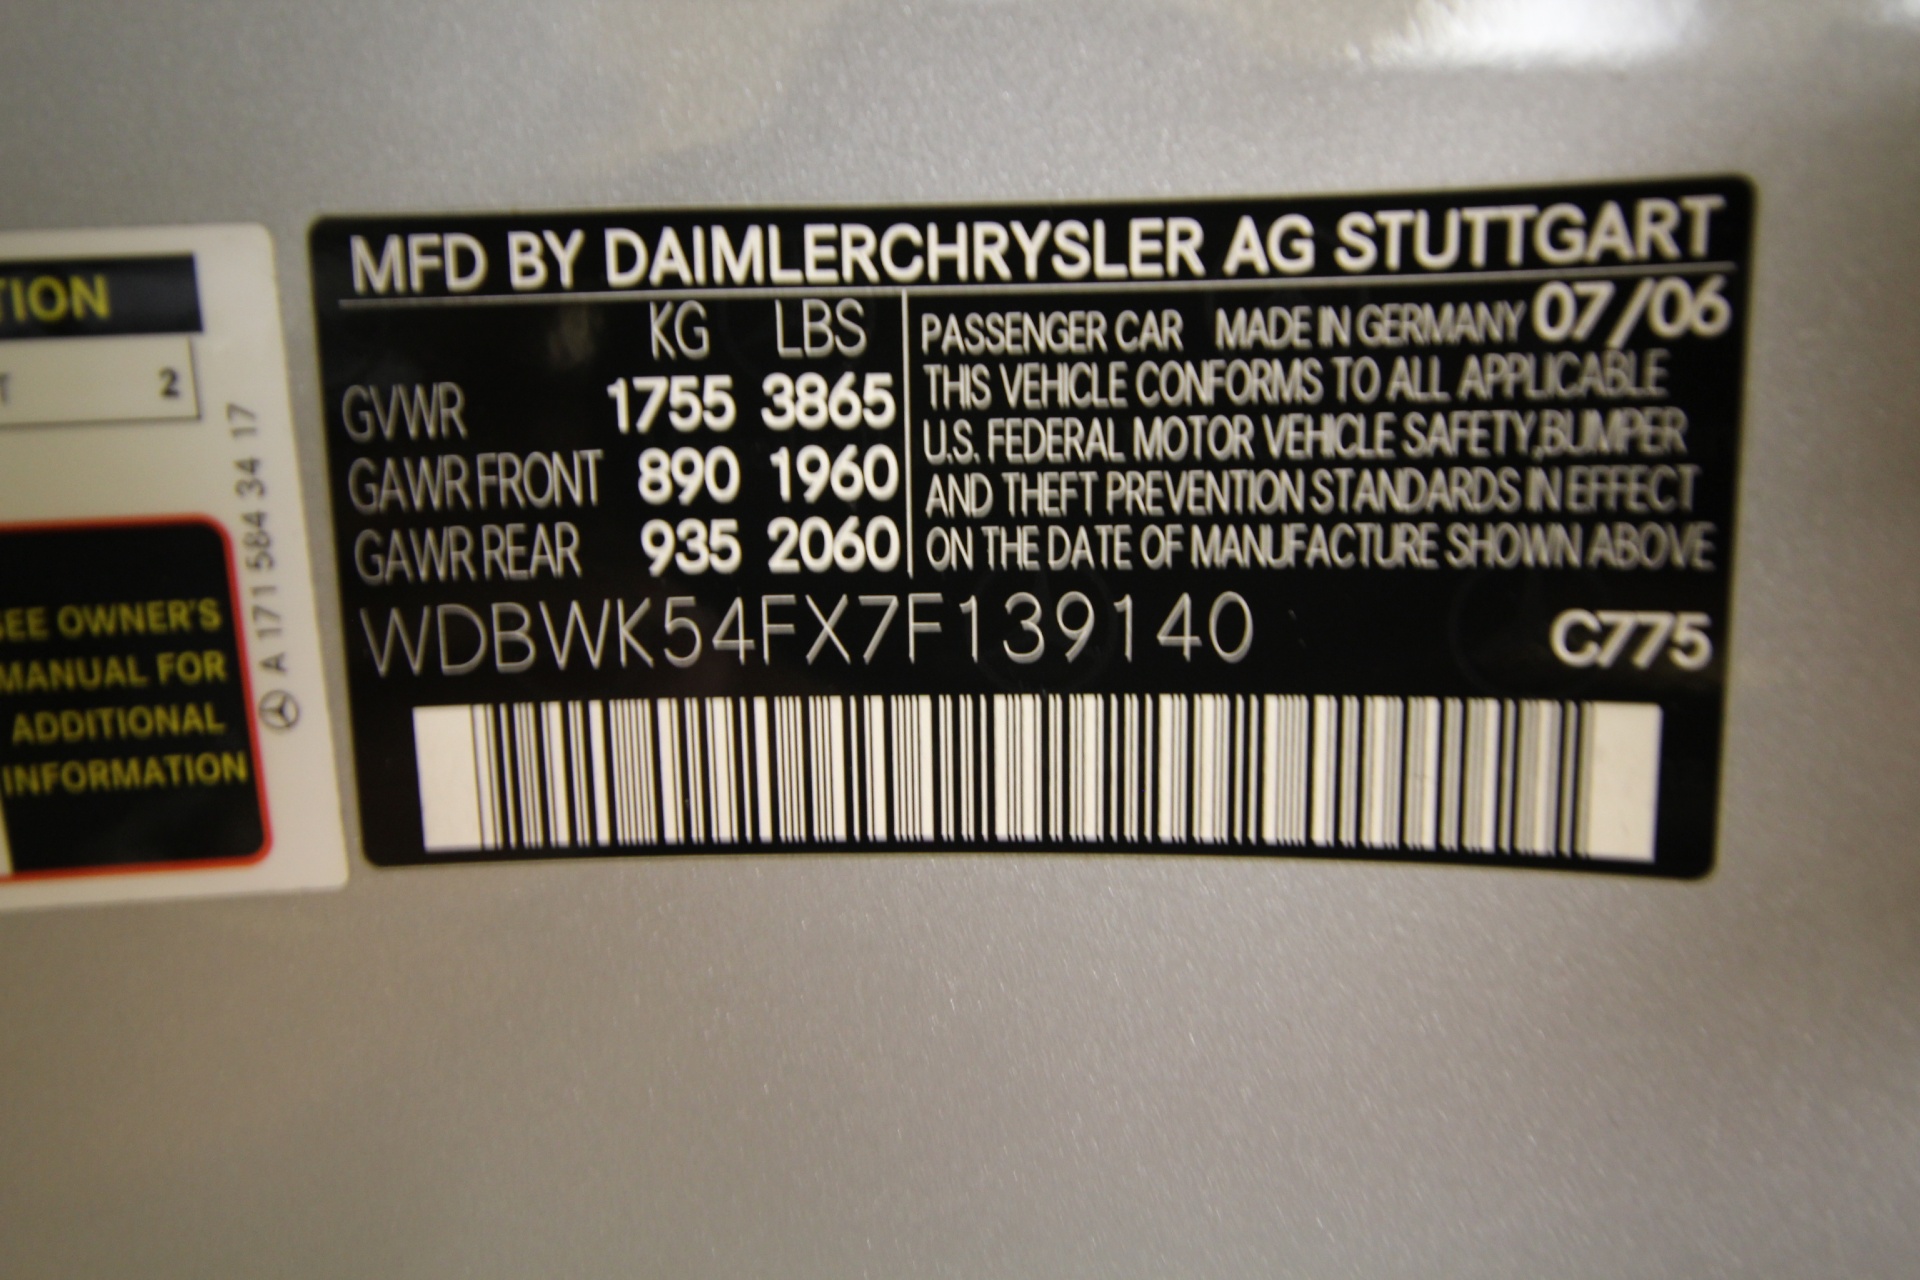 TION
T 2
SEE OWNER'S
MANUAL FOR
ADDITIONAL
INFORMATION
A 171 584 34 17
MFD BY DAIMLERCHRYSLER AG STUTTGART
KG LBS
GVWR 1755 3865
GAWR FRONT 890 1960
GAWR REAR 935 2060
PASSENGER CAR MADE IN GERMANY 07/06
THIS VEHICLE CONFORMS TO ALL APPLICABLE
U.S. FEDERAL MOTOR VEHICLE SAFETY,BUMPER
AND THEFT PREVENTION STANDARDS IN EFFECT
ON THE DATE OF MANUFACTURE SHOWN ABOVE
WDBWK54FX7F139140 C775